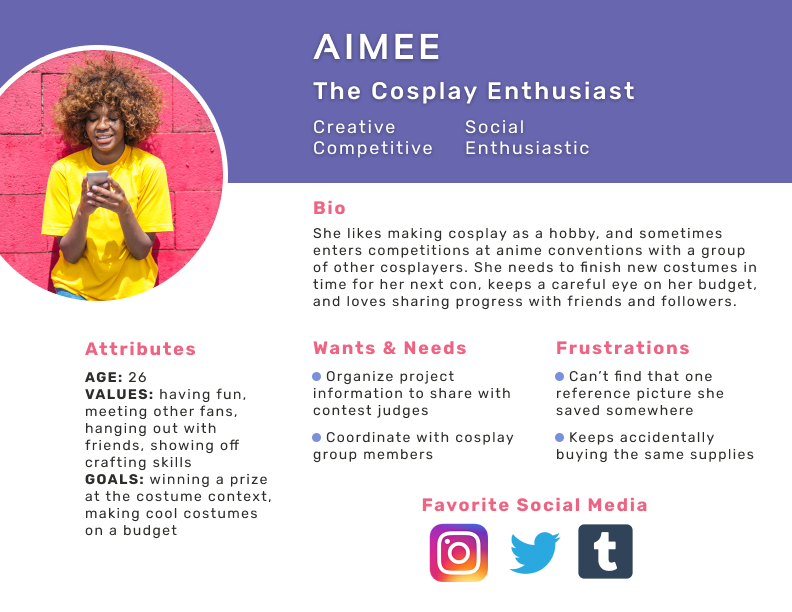 AIMEE
The Cosplay Enthusiast
Creative Social
Competitive Enthusiastic
Bio
She likes making cosplay as a hobby, and sometimes
enters competitions at anime conventions with a group
of other cosplayers. She needs to finish new costumes in
time for her next con, keeps a careful eye on her budget,
and loves sharing progress with friends and followers.
Attributes
AGE: 26
VALUES: having fun,
meeting other fans,
hanging out with
friends, showing off
crafting skills
GOALS: winning a prize
at the costume context,
making cool costumes
on a budget
Wants & Needs
Organize project
information to share with
contest judges
Coordinate with cosplay
group members
Frustrations
Can't find that one
reference picture she
saved somewhere
Keeps accidentally
buying the same supplies
Favorite Social Media
t